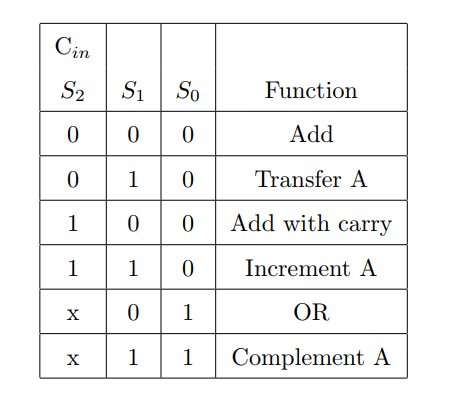 C_in
S_2 S_1 S_0 Function
0 0 0 Add
0 1 0 Transfer A
1 0 0 Add with carry
1 1 0 Increment A
x 0 1 OR
x 1 1 Complement A